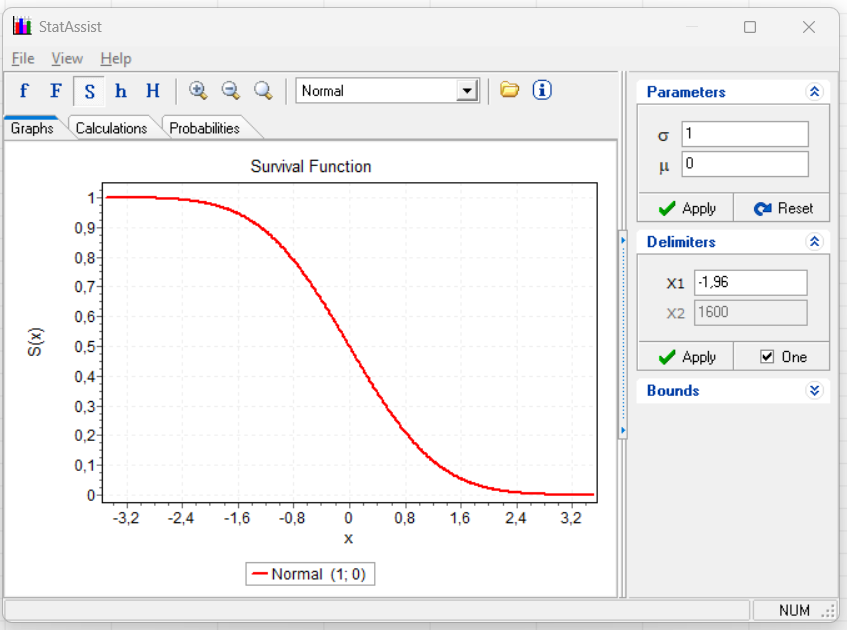 StatAssist
File View Help
f F S h H Normal
Graphs Calculations Probabilities
Survival Function
S(x)
1
0,9
0,8
0,7
0,6
0,5
0,4
0,3
0,2
0,1
0
-3,2 -2,4 -1,6 -0,8 0 0,8 1,6 2,4 3,2
x
Normal (1; 0)
Parameters
σ 1
μ 0
Apply Reset
Delimiters
X1 -1,96
X2 1600
Apply One
Bounds
NUM